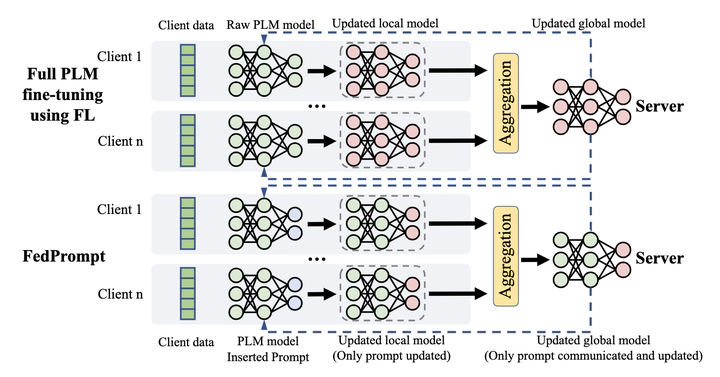 Client data
Raw PLM model
Updated local model
Updated global model
Client 1
Full PLM
fine-tuning
using FL
...
Aggregation
Server
Client n
Client 1
FedPrompt
...
Aggregation
Server
Client n
Client data
PLM model
Inserted Prompt
Updated local model
(Only prompt updated)
Updated global model
(Only prompt communicated and updated)